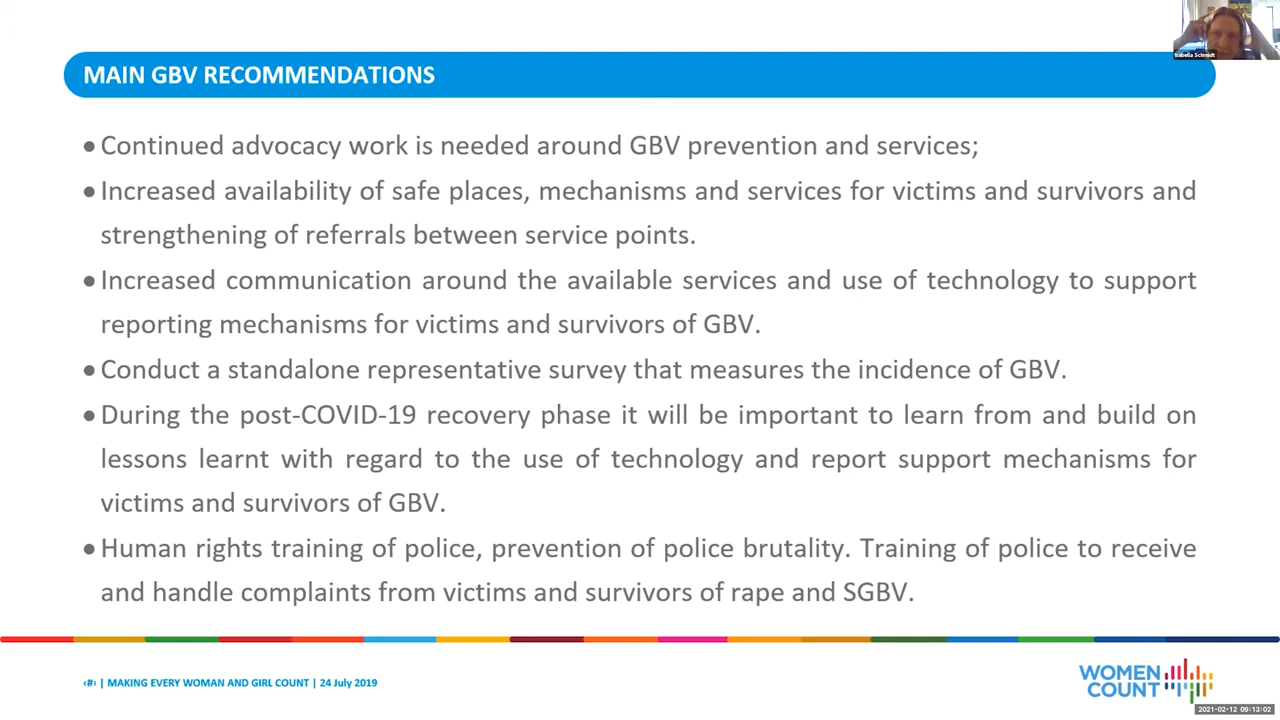 Isabella Schmidt
MAIN GBV RECOMMENDATIONS
• Continued advocacy work is needed around GBV prevention and services;
• Increased availability of safe places, mechanisms and services for victims and survivors and
strengthening of referrals between service points.
• Increased communication around the available services and use of technology to support
reporting mechanisms for victims and survivors of GBV.
• Conduct a standalone representative survey that measures the incidence of GBV.
• During the post-COVID-19 recovery phase it will be important to learn from and build on
lessons learnt with regard to the use of technology and report support mechanisms for
victims and survivors of GBV.
• Human rights training of police, prevention of police brutality. Training of police to receive
and handle complaints from victims and survivors of rape and SGBV.
‹#› | MAKING EVERY WOMAN AND GIRL COUNT | 24 July 2019
WOMEN
COUNT
2021-02-12 09:13:02